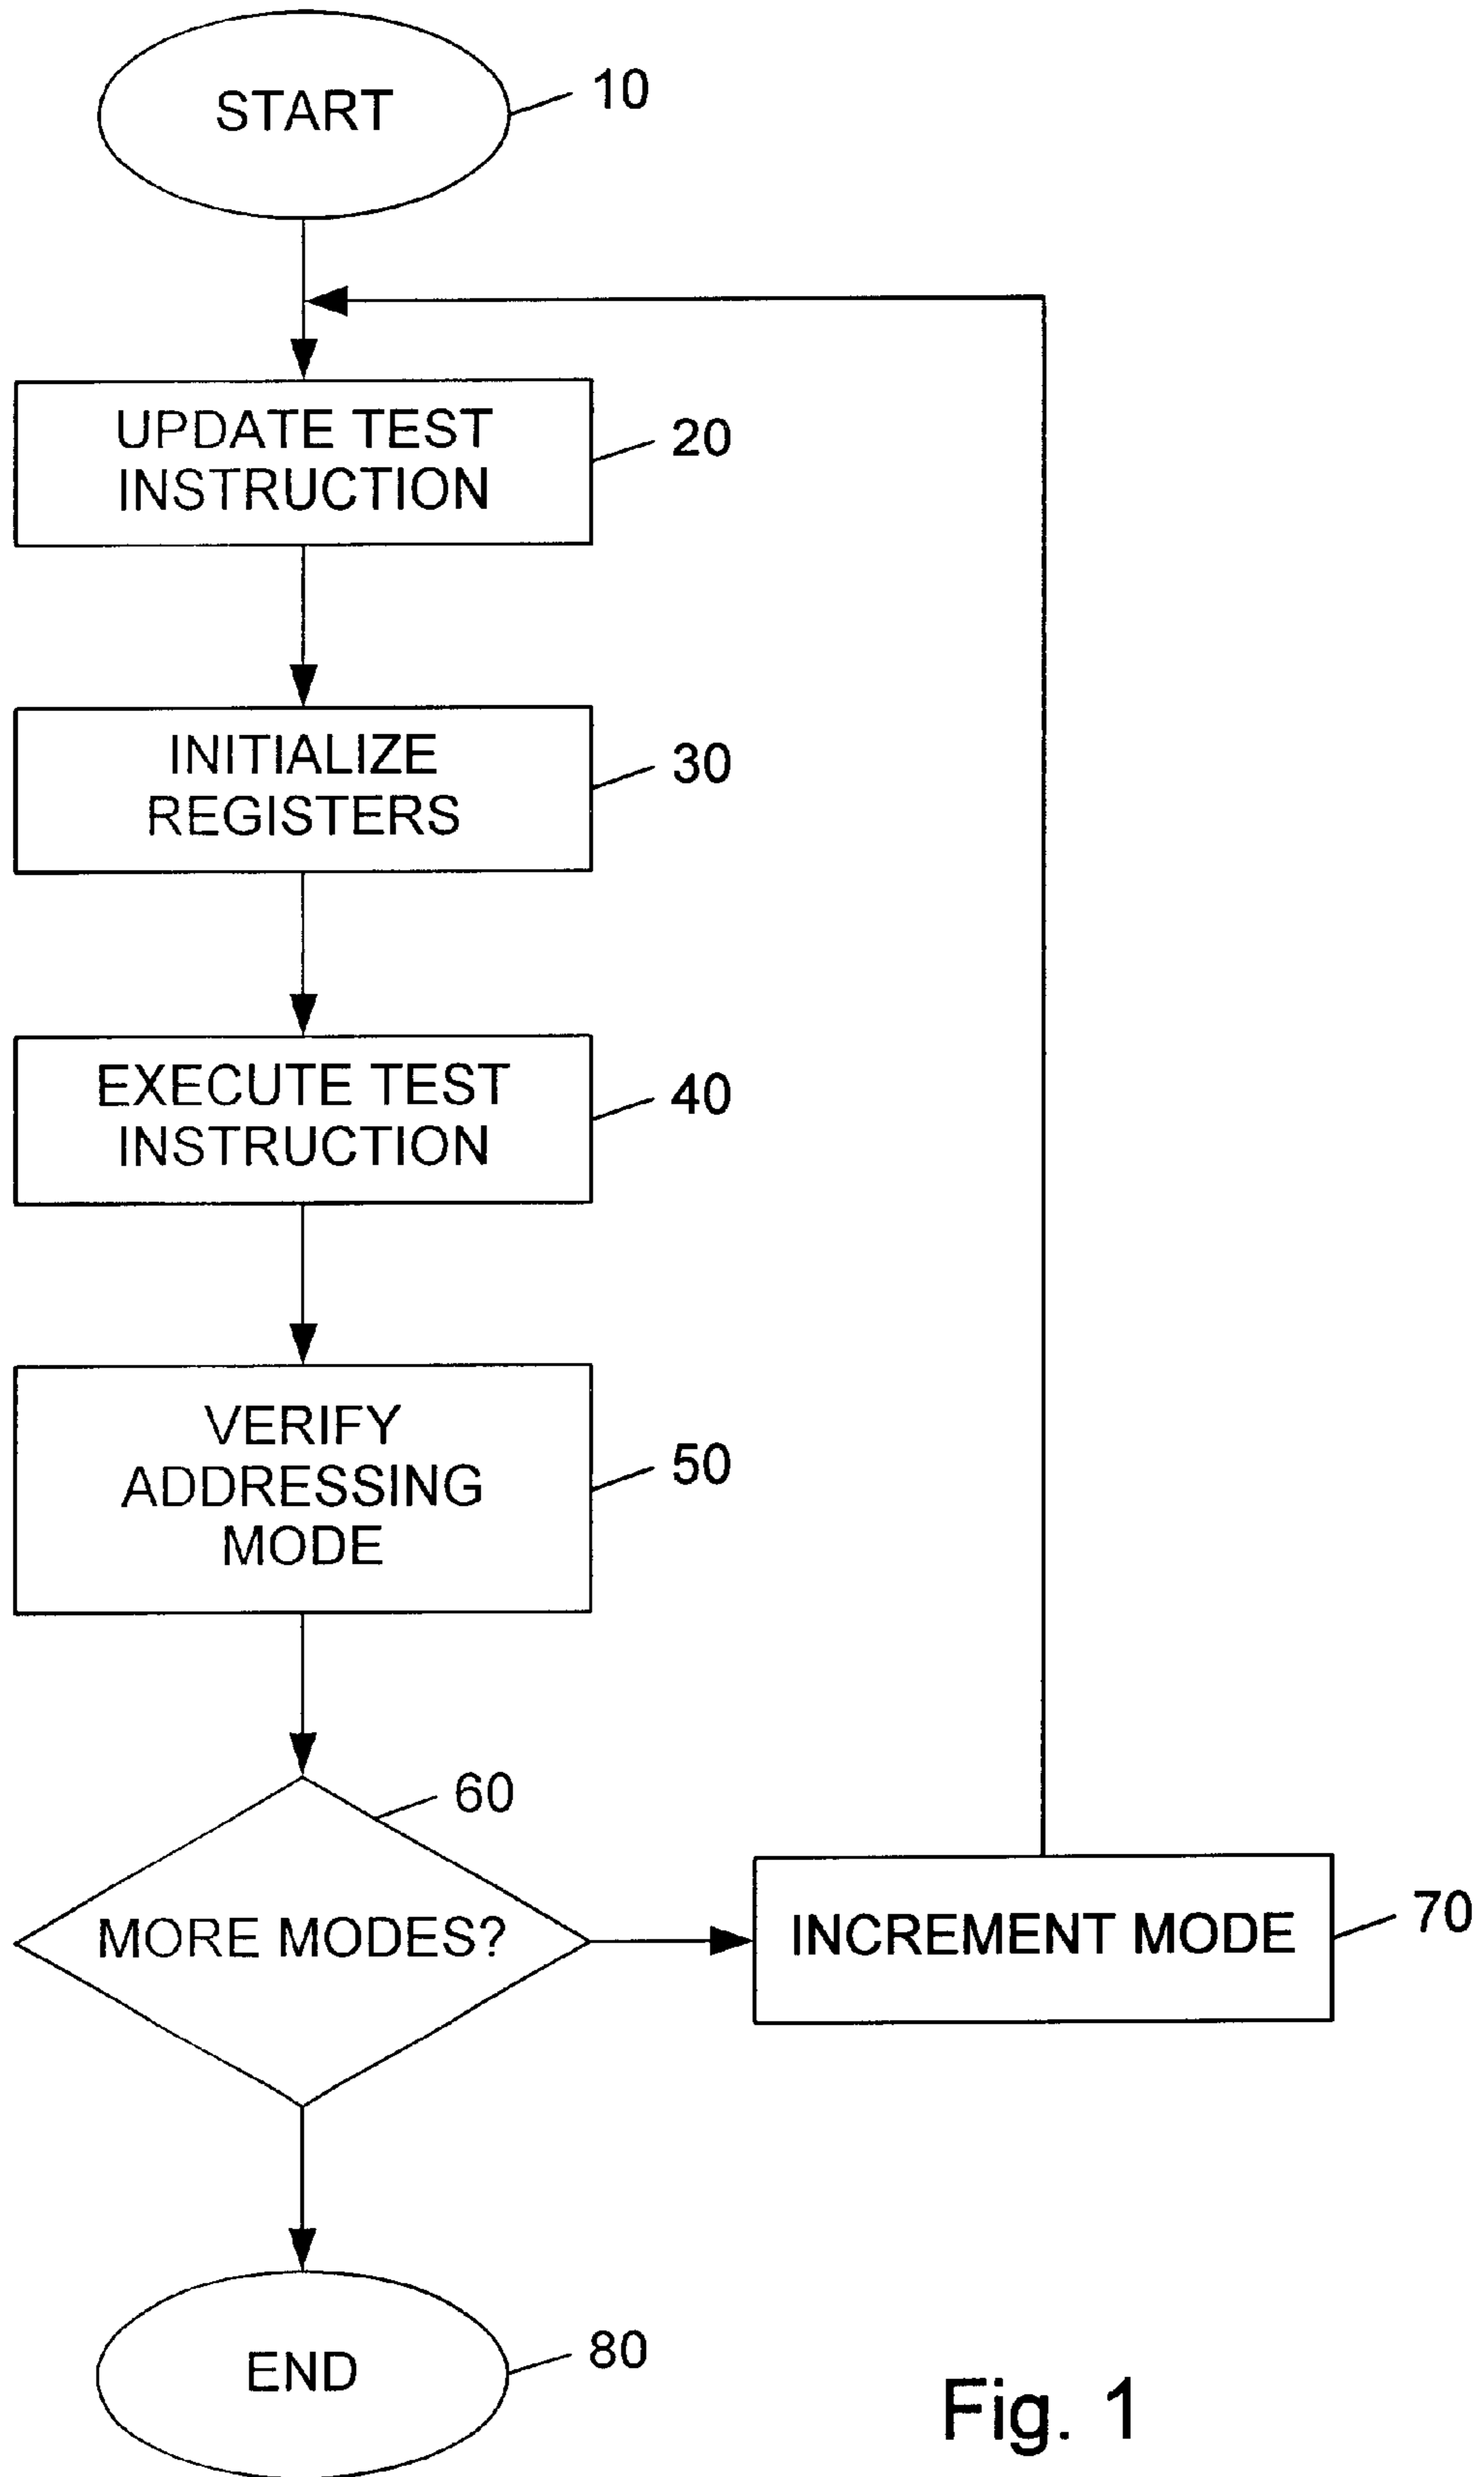 START
10
UPDATE TEST
INSTRUCTION
20
INITIALIZE
REGISTERS
30
EXECUTE TEST
INSTRUCTION
40
VERIFY
ADDRESSING
MODE
50
60
MORE MODES?
INCREMENT MODE
70
END
80
Fig. 1